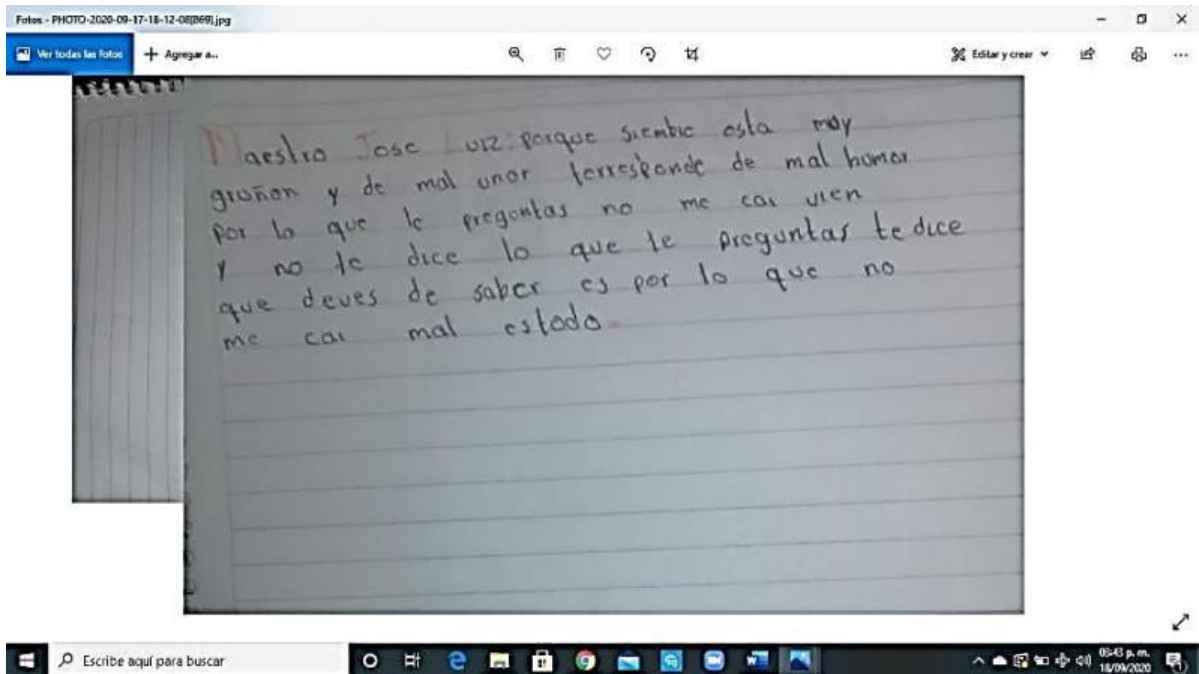 Fotos - PHOTO-2020-09-17-18-12-08[869].jpg
Ver todas las fotos + Agregar a... Editar y crear
Maestro Jose Luiz: porque siembie esta moy
gruñon y de mal unor terresponde de mal homor
por lo que le pregontas no me cai vien
y no te dice lo que le preguntas te dice
que deves de saber es por lo que no
me cai mal estodo.
Escribe aquí para buscar
05:43 p. m.
18/09/2020